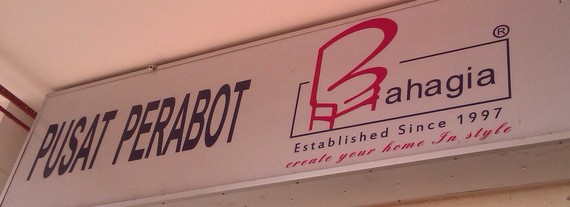 PUSAT PERABOT
Bahagia®
Established Since 1997
create your home In style